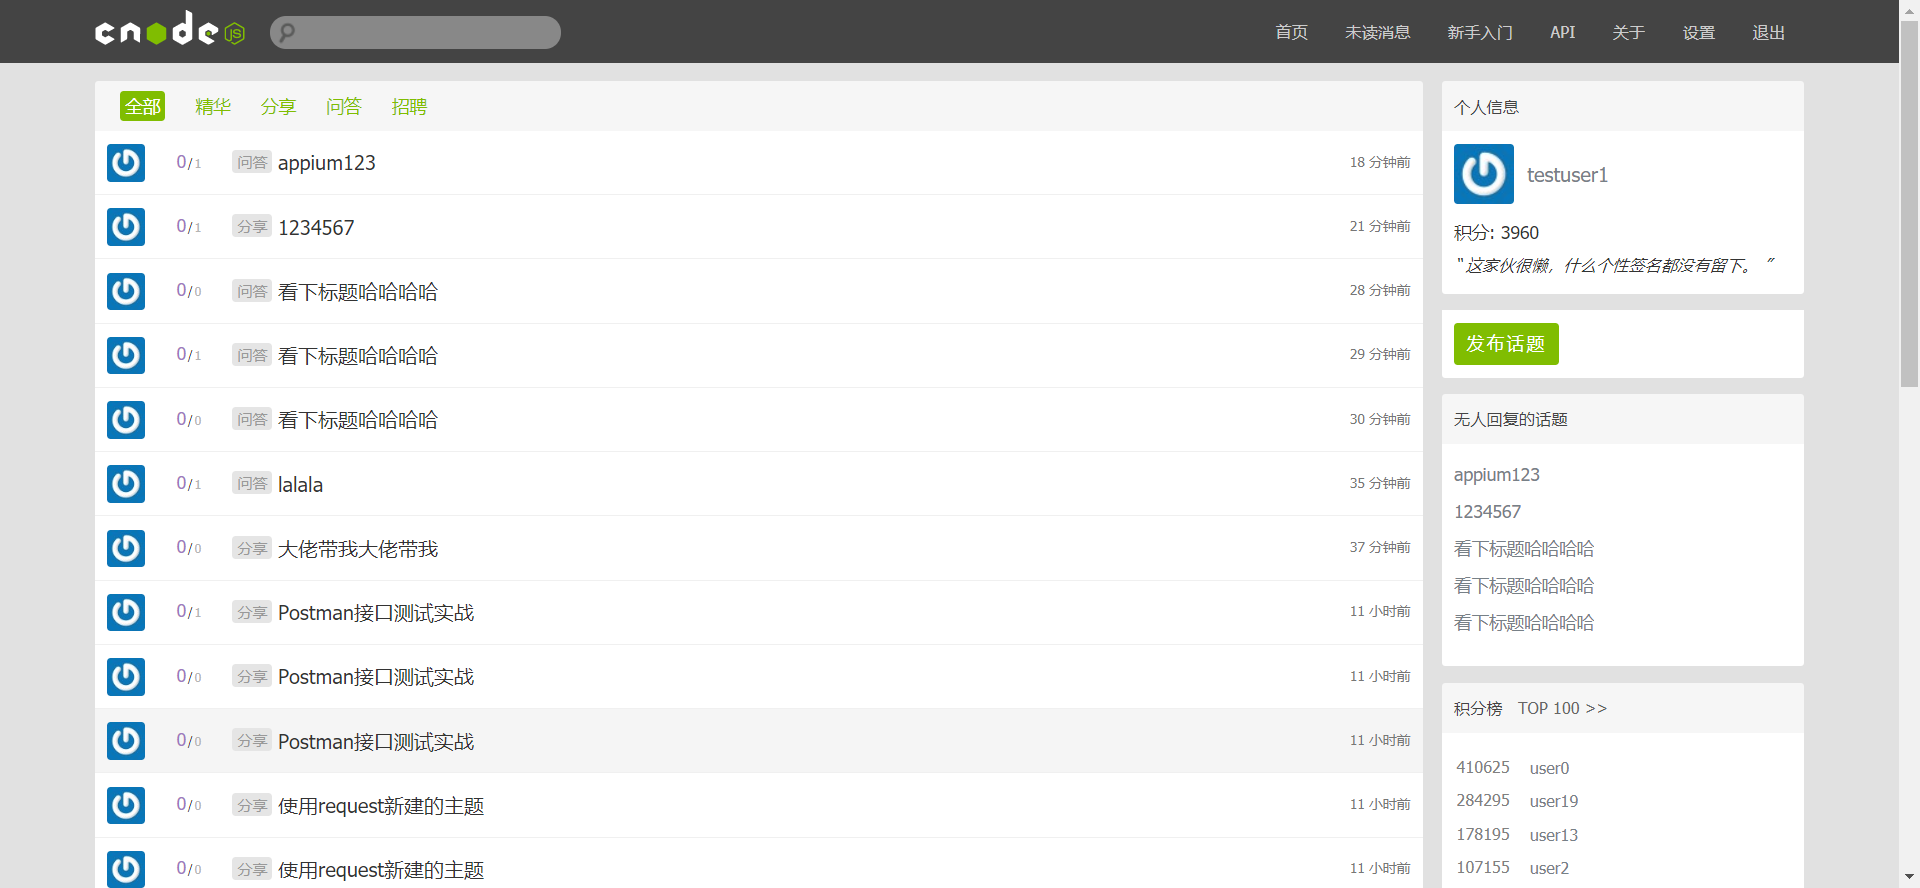 cnode JS
首页 未读消息 新手入门 API 关于 设置 退出
全部 精华 分享 问答 招聘
0/1 问答 appium123 18 分钟前
0/1 分享 1234567 21 分钟前
0/0 问答 看下标题哈哈哈哈 28 分钟前
0/1 问答 看下标题哈哈哈哈 29 分钟前
0/0 问答 看下标题哈哈哈哈 30 分钟前
0/1 问答 lalala 35 分钟前
0/0 分享 大佬带我大佬带我 37 分钟前
0/1 分享 Postman接口测试实战 11 小时前
0/0 分享 Postman接口测试实战 11 小时前
0/0 分享 Postman接口测试实战 11 小时前
0/0 分享 使用request新建的主题 11 小时前
0/0 分享 使用request新建的主题 11 小时前
个人信息
testuser1
积分: 3960
“ 这家伙很懒，什么个性签名都没有留下。 ”
发布话题
无人回复的话题
appium123
1234567
看下标题哈哈哈哈
看下标题哈哈哈哈
看下标题哈哈哈哈
积分榜 TOP 100 >>
410625 user0
284295 user19
178195 user13
107155 user2